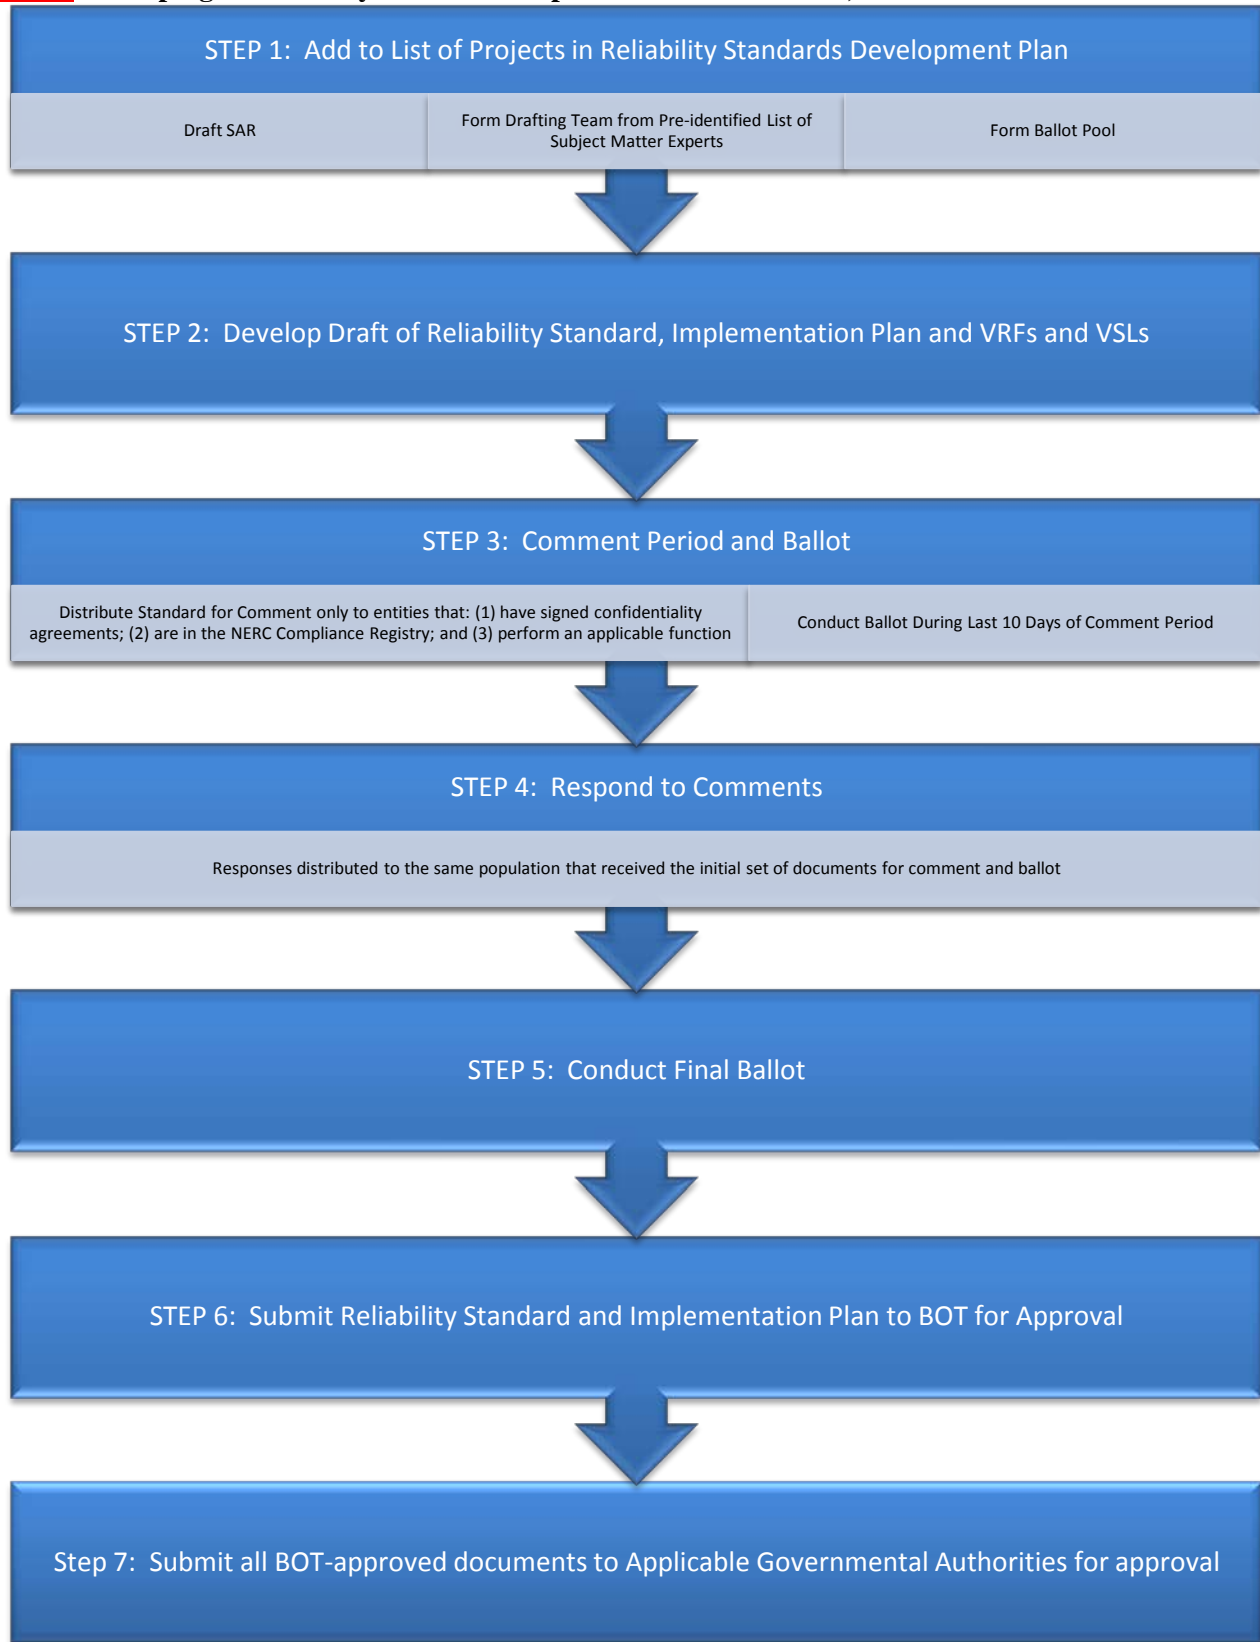 STEP 1: Add to List of Projects in Reliability Standards Development Plan
Draft SAR
Form Drafting Team from Pre-identified List of
Subject Matter Experts
Form Ballot Pool
STEP 2: Develop Draft of Reliability Standard, Implementation Plan and VRFs and VSLs
STEP 3: Comment Period and Ballot
Distribute Standard for Comment only to entities that: (1) have signed confidentiality
agreements; (2) are in the NERC Compliance Registry; and (3) perform an applicable function
Conduct Ballot During Last 10 Days of Comment Period
STEP 4: Respond to Comments
Responses distributed to the same population that received the initial set of documents for comment and ballot
STEP 5: Conduct Final Ballot
STEP 6: Submit Reliability Standard and Implementation Plan to BOT for Approval
Step 7: Submit all BOT-approved documents to Applicable Governmental Authorities for approval